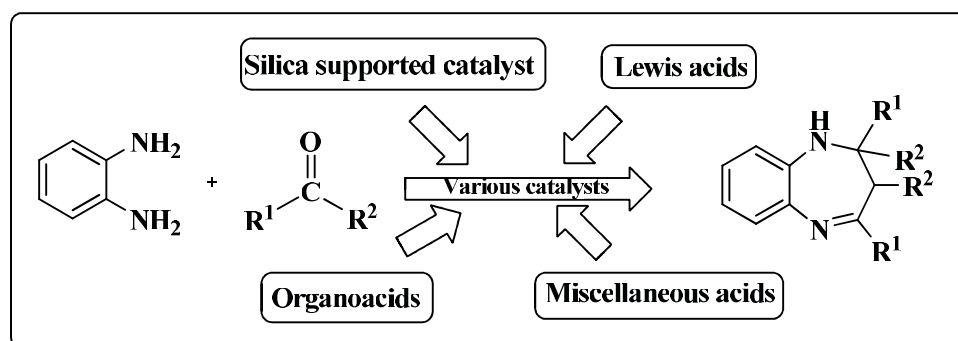 Silica supported catalyst
Lewis acids
NH2
NH2
+
O
C
R1
R2
Various catalysts
H
N
R1
R2
R2
N
R1
Organoacids
Miscellaneous acids